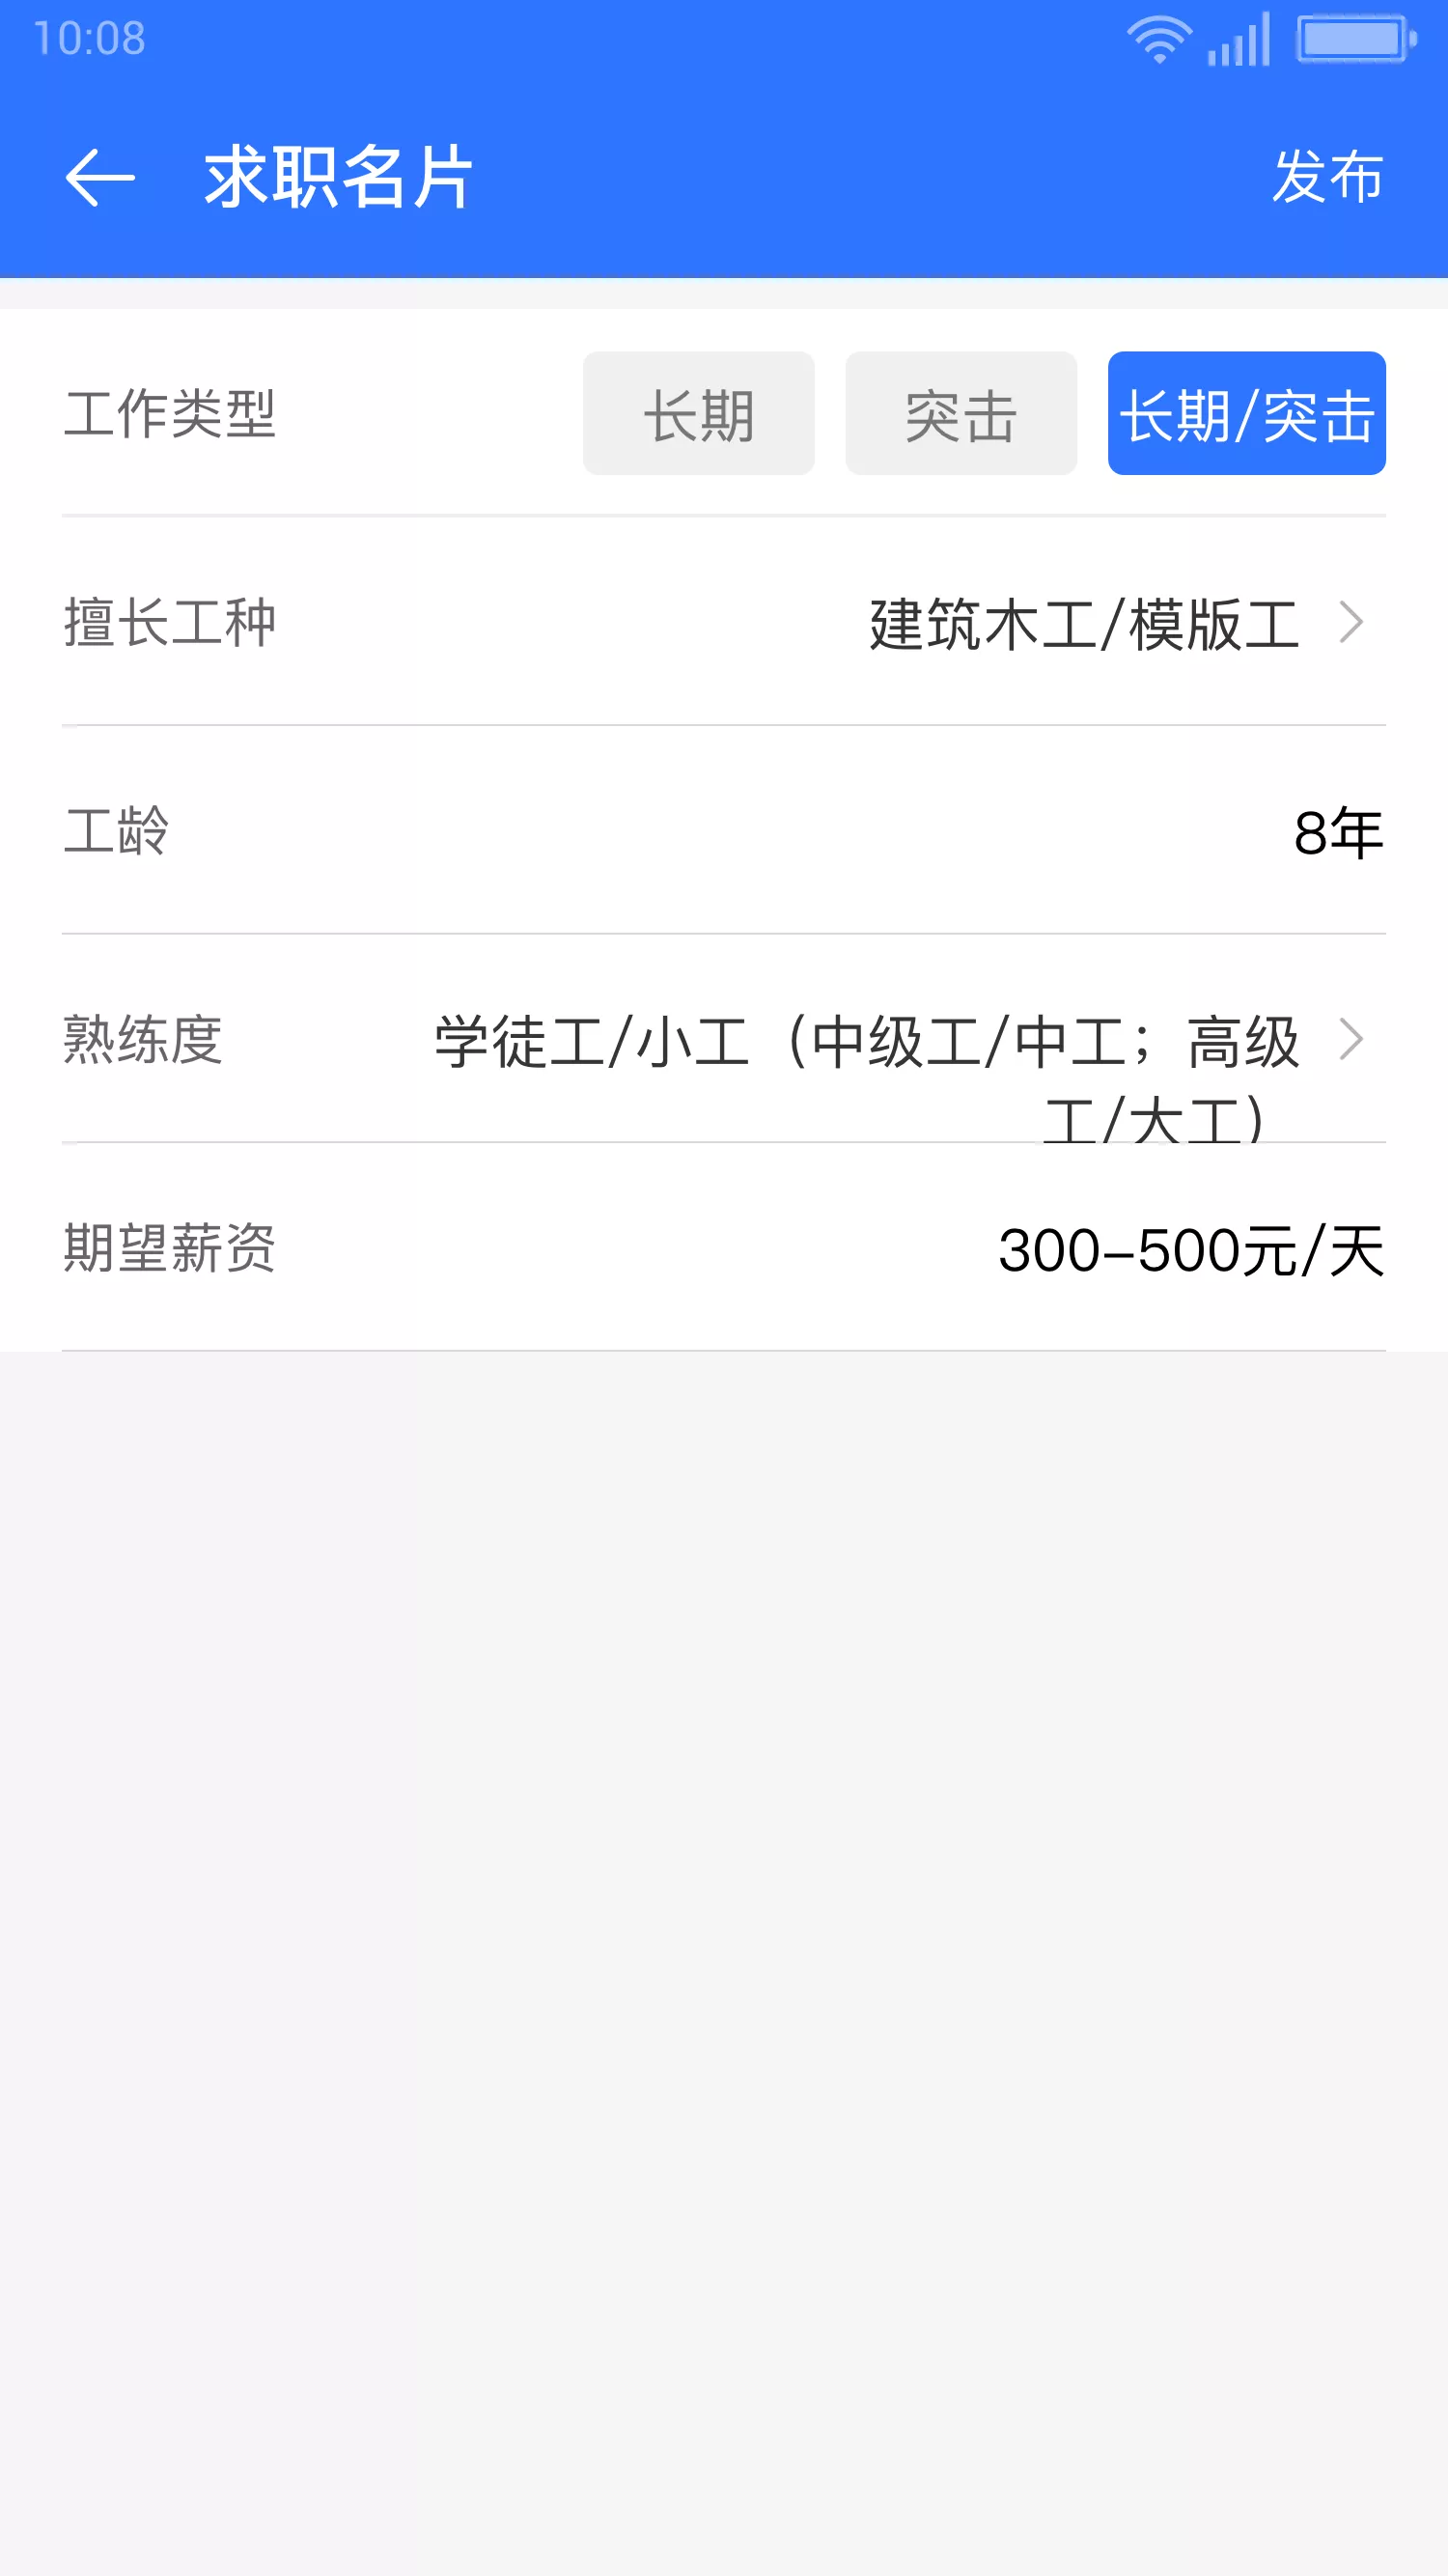 10:08
求职名片 发布
工作类型 长期 突击 长期/突击
擅长工种 建筑木工/模版工
工龄 8年
熟练度 学徒工/小工（中级工/中工；高级
工/大工）
期望薪资 300-500元/天